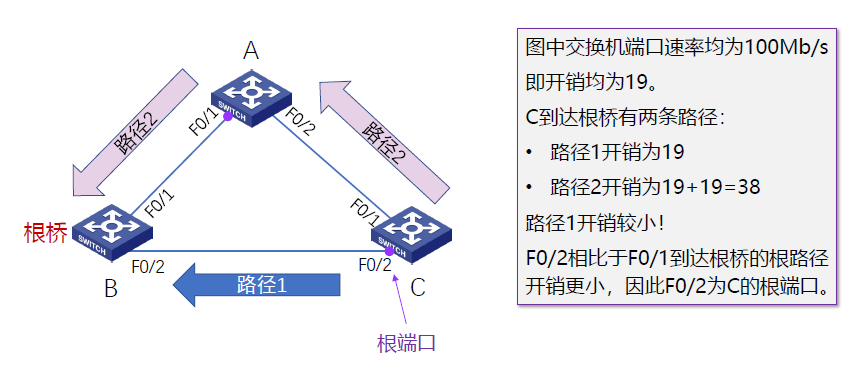 A
SWITCH
F0/1
F0/2
路径2
路径2
F0/1
F0/1
根桥
SWITCH
SWITCH
F0/2
F0/2
B
路径1
C
根端口
图中交换机端口速率均为100Mb/s
即开销均为19。
C到达根桥有两条路径：
• 路径1开销为19
• 路径2开销为19+19=38
路径1开销较小！
F0/2相比于F0/1到达根桥的根路径
开销更小，因此F0/2为C的根端口。